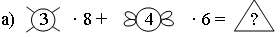 a) 3 · 8 + 4 · 6 = ?